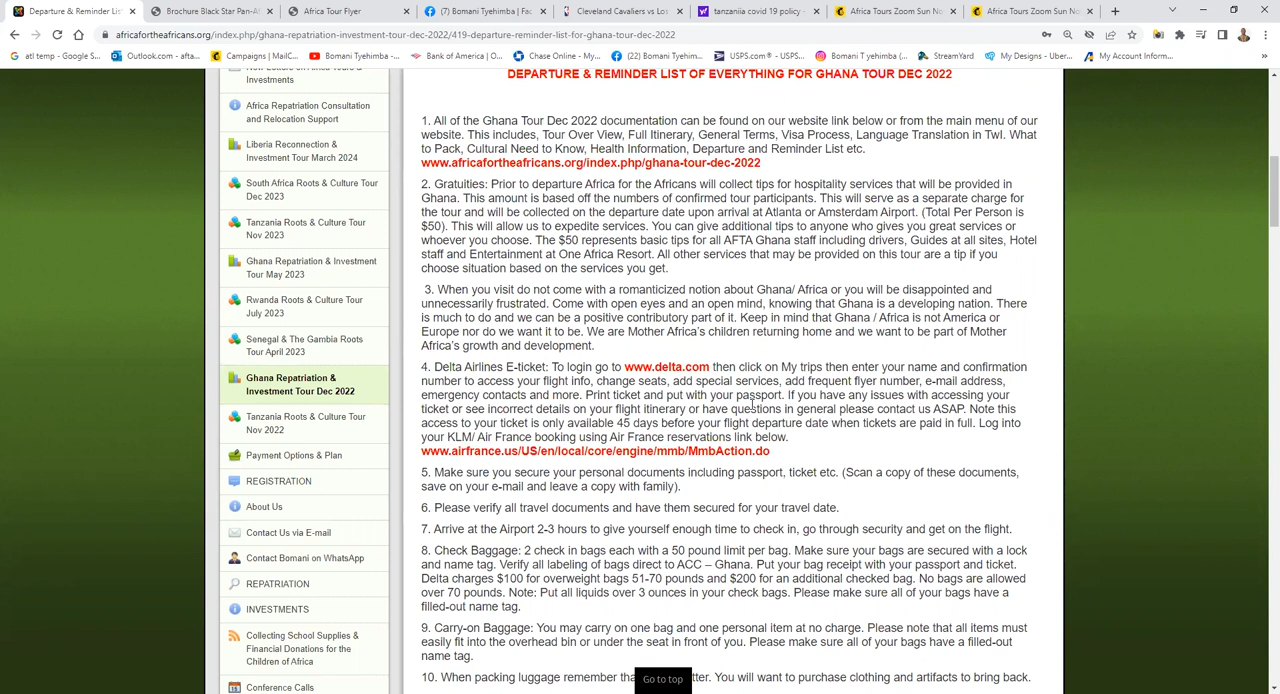 Departure & Reminder List
Brochure Black Star Pan-Af
Africa Tour Flyer
(7) Bomani Tyehimba | Fac
Cleveland Cavaliers vs Los
tanzaniia covid 19 policy -
Africa Tours Zoom Sun No
Africa Tours Zoom Sun No
africafortheafricans.org/index.php/ghana-repatriation-investment-tour-dec-2022/419-departure-reminder-list-for-ghana-tour-dec-2022
atl temp - Google S...
Outlook.com - afta...
Campaigns | MailC...
Bomani Tyehimba -...
Bank of America | O...
Chase Online - My...
(22) Bomani T
USPS.com® - USPS...
Bomani T yehimba (...
StreamYard
My Designs - Uber...
My Account Inform...
»
Investments
Africa Repatriation Consultation
and Relocation Support
Liberia Reconnection &
Investment Tour March 2024
South Africa Roots & Culture Tour
Dec 2023
Tanzania Roots & Culture Tour
Nov 2023
Ghana Repatriation & Investment
Tour May 2023
Rwanda Roots & Culture Tour
July 2023
Senegal & The Gambia Roots
Tour April 2023
Ghana Repatriation &
Investment Tour Dec 2022
Tanzania Roots & Culture Tour
Nov 2022
Payment Options & Plan
REGISTRATION
About Us
Contact Us via E-mail
Contact Bomani on WhatsApp
REPATRIATION
INVESTMENTS
Collecting School Supplies &
Financial Donations for the
Children of Africa
Conference Calls
DEPARTURE & REMINDER LIST OF EVERYTHING FOR GHANA TOUR DEC 2022
1. All of the Ghana Tour Dec 2022 documentation can be found on our website link below or from the main menu of our
website. This includes, Tour Over View, Full Itinerary, General Terms, Visa Process, Language Translation in Twl. What
to Pack, Cultural Need to Know, Health Information, Departure and Reminder List etc.
www.africafortheafricans.org/index.php/ghana-tour-dec-2022
2. Gratuities: Prior to departure Africa for the Africans will collect tips for hospitality services that will be provided in
Ghana. This amount is based off the numbers of confirmed tour participants. This will serve as a separate charge for
the tour and will be collected on the departure date upon arrival at Atlanta or Amsterdam Airport. (Total Per Person is
$50). This will allow us to expedite services. You can give additional tips to anyone who gives you great services or
whoever you choose. The $50 represents basic tips for all AFTA Ghana staff including drivers, Guides at all sites, Hotel
staff and Entertainment at One Africa Resort. All other services that may be provided on this tour are a tip if you
choose situation based on the services you get.
3. When you visit do not come with a romanticized notion about Ghana/ Africa or you will be disappointed and
unnecessarily frustrated. Come with open eyes and an open mind, knowing that Ghana is a developing nation. There
is much to do and we can be a positive contributory part of it. Keep in mind that Ghana / Africa is not America or
Europe nor do we want it to be. We are Mother Africa's children returning home and we want to be part of Mother
Africa's growth and development.
4. Delta Airlines E-ticket: To login go to www.delta.com then click on My trips then enter your name and confirmation
number to access your flight info, change seats, add special services, add frequent flyer number, e-mail address,
emergency contacts and more. Print ticket and put with your passport. If you have any issues with accessing your
ticket or see incorrect details on your flight itinerary or have questions in general please contact us ASAP. Note this
access to your ticket is only available 45 days before your flight departure date when tickets are paid in full. Log into
your KLM/ Air France booking using Air France reservations link below.
www.airfrance.us/US/en/local/core/engine/mmb/MmbAction.do
5. Make sure you secure your personal documents including passport, ticket etc. (Scan a copy of these documents,
save on your e-mail and leave a copy with family).
6. Please verify all travel documents and have them secured for your travel date.
7. Arrive at the Airport 2-3 hours to give yourself enough time to check in, go through security and get on the flight.
8. Check Baggage: 2 check in bags each with a 50 pound limit per bag. Make sure your bags are secured with a lock
and name tag. Verify all labeling of bags direct to ACC – Ghana. Put your bag receipt with your passport and ticket.
Delta charges $100 for overweight bags 51-70 pounds and $200 for an additional checked bag. No bags are allowed
over 70 pounds. Note: Put all liquids over 3 ounces in your check bags. Please make sure all of your bags have a
filled-out name tag.
9. Carry-on Baggage: You may carry on one bag and one personal item at no charge. Please note that all items must
easily fit into the overhead bin or under the seat in front of you. Please make sure all of your bags have a filled-out
name tag.
10. When packing luggage remember tha tter. You will want to purchase clothing and artifacts to bring back.
Go to top